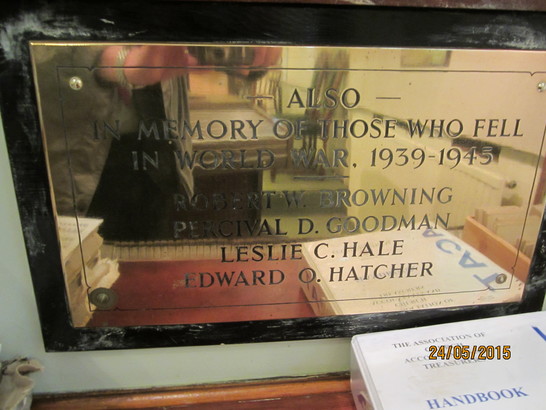 — ALSO —
IN MEMORY OF THOSE WHO FELL
IN WORLD WAR, 1939-1945
ROBERT W. BROWNING
PERCIVAL D. GOODMAN
LESLIE C. HALE
EDWARD O. HATCHER
THE ASSOCIATION OF
TREASURERS
HANDBOOK
24/05/2015